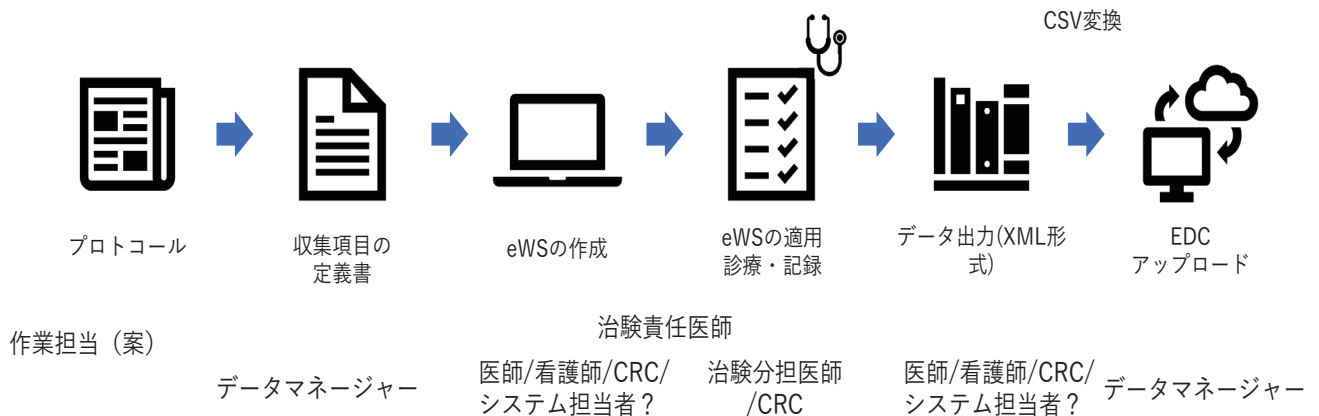 CSV変換
プロトコール
収集項目の
定義書
eWSの作成
eWSの適用
診療・記録
データ出力(XML形
式)
EDC
アップロード
作業担当（案）
治験責任医師
データマネージャー
医師/看護師/CRC/
システム担当者？
治験分担医師
/CRC
医師/看護師/CRC/
システム担当者？
データマネージャー